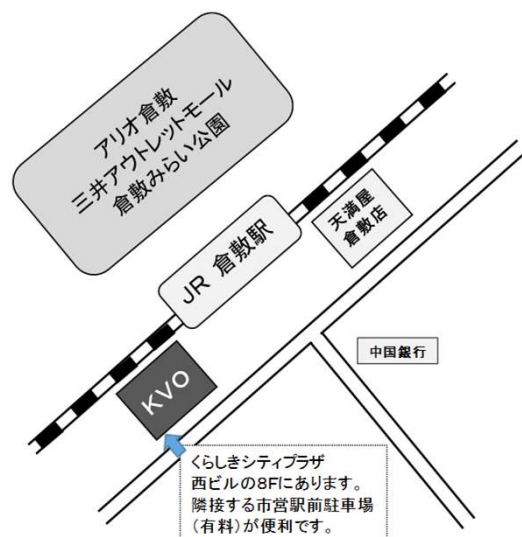 アリオ倉敷
三井アウトレットモール
倉敷みらい公園
JR 倉敷駅
天満屋
倉敷店
中国銀行
KVO
くらしきシティプラザ
西ビルの8Fにあります。
隣接する市営駅前駐車場
(有料)が便利です。